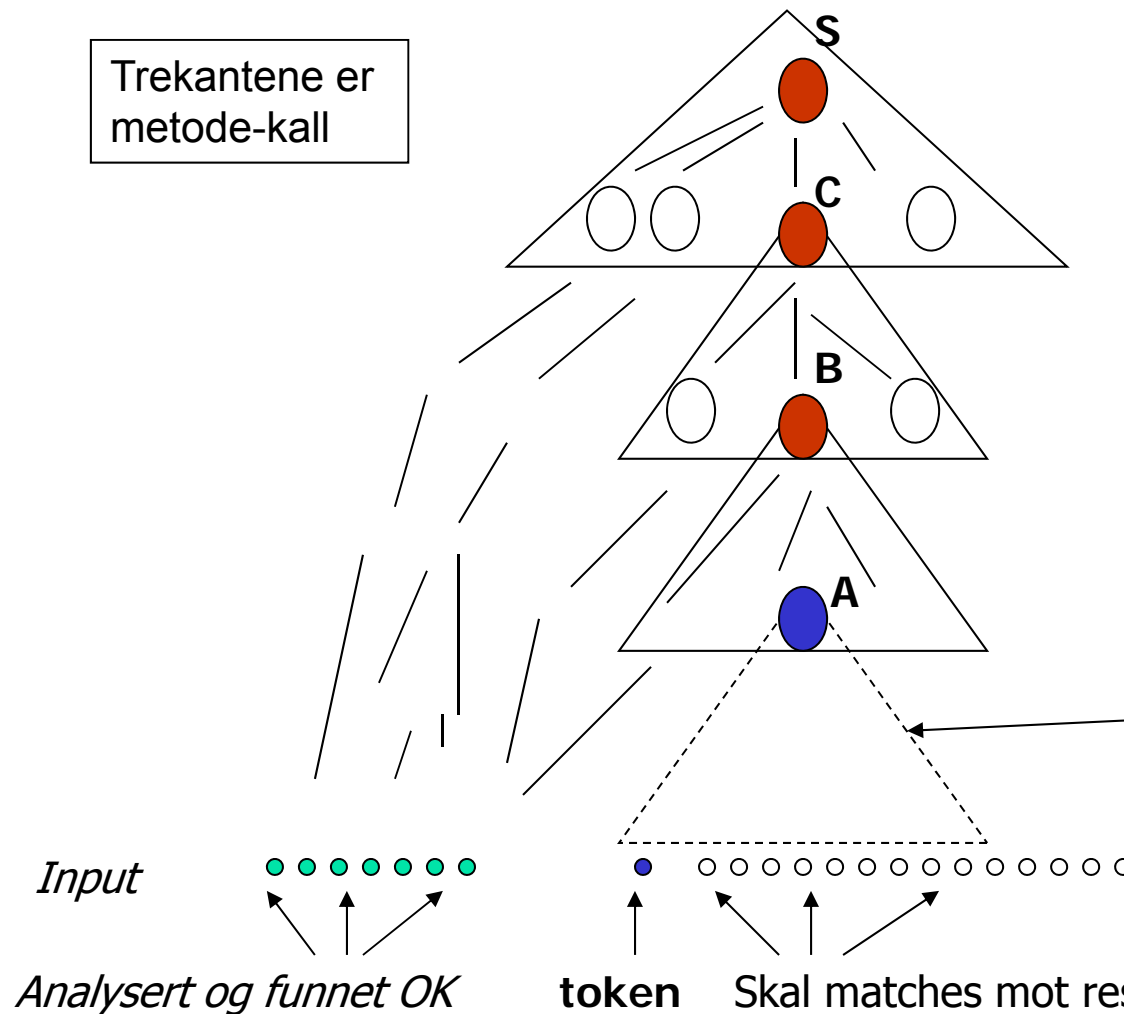 Trekantene er
metode-kall
S
C
B
A
Input
Analysert og funnet OK
token
Skal matches mot res